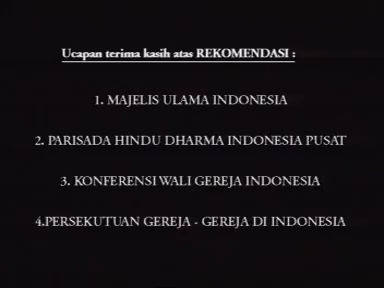 Ucapan terima kasih atas REKOMENDASI :
1. MAJELIS ULAMA INDONESIA
2. PARISADA HINDU DHARMA INDONESIA PUSAT
3. KONFERENSI WALI GEREJA INDONESIA
4.PERSEKUTUAN GEREJA - GEREJA DI INDONESIA